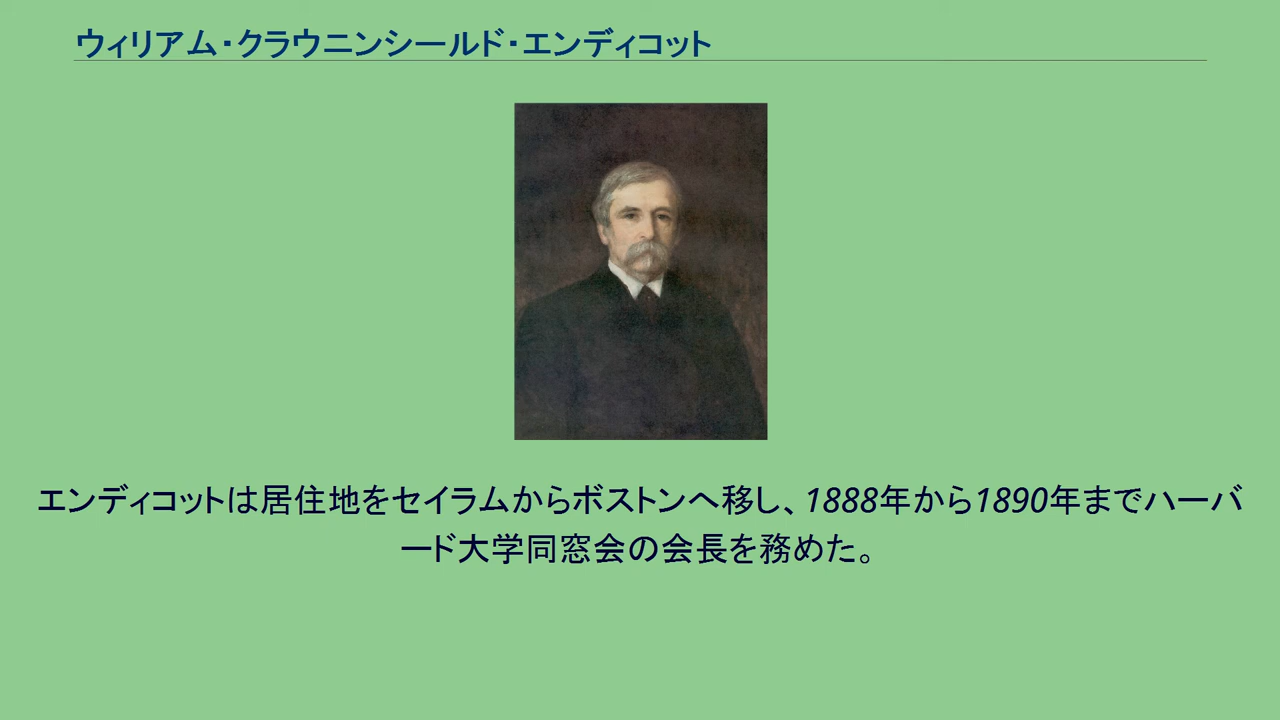 ウィリアム・クラウニンシールド・エンディコット
エンディコットは居住地をセイラムからボストンへ移し、1888年から1890年までハーバ
ード大学同窓会の会長を務めた。